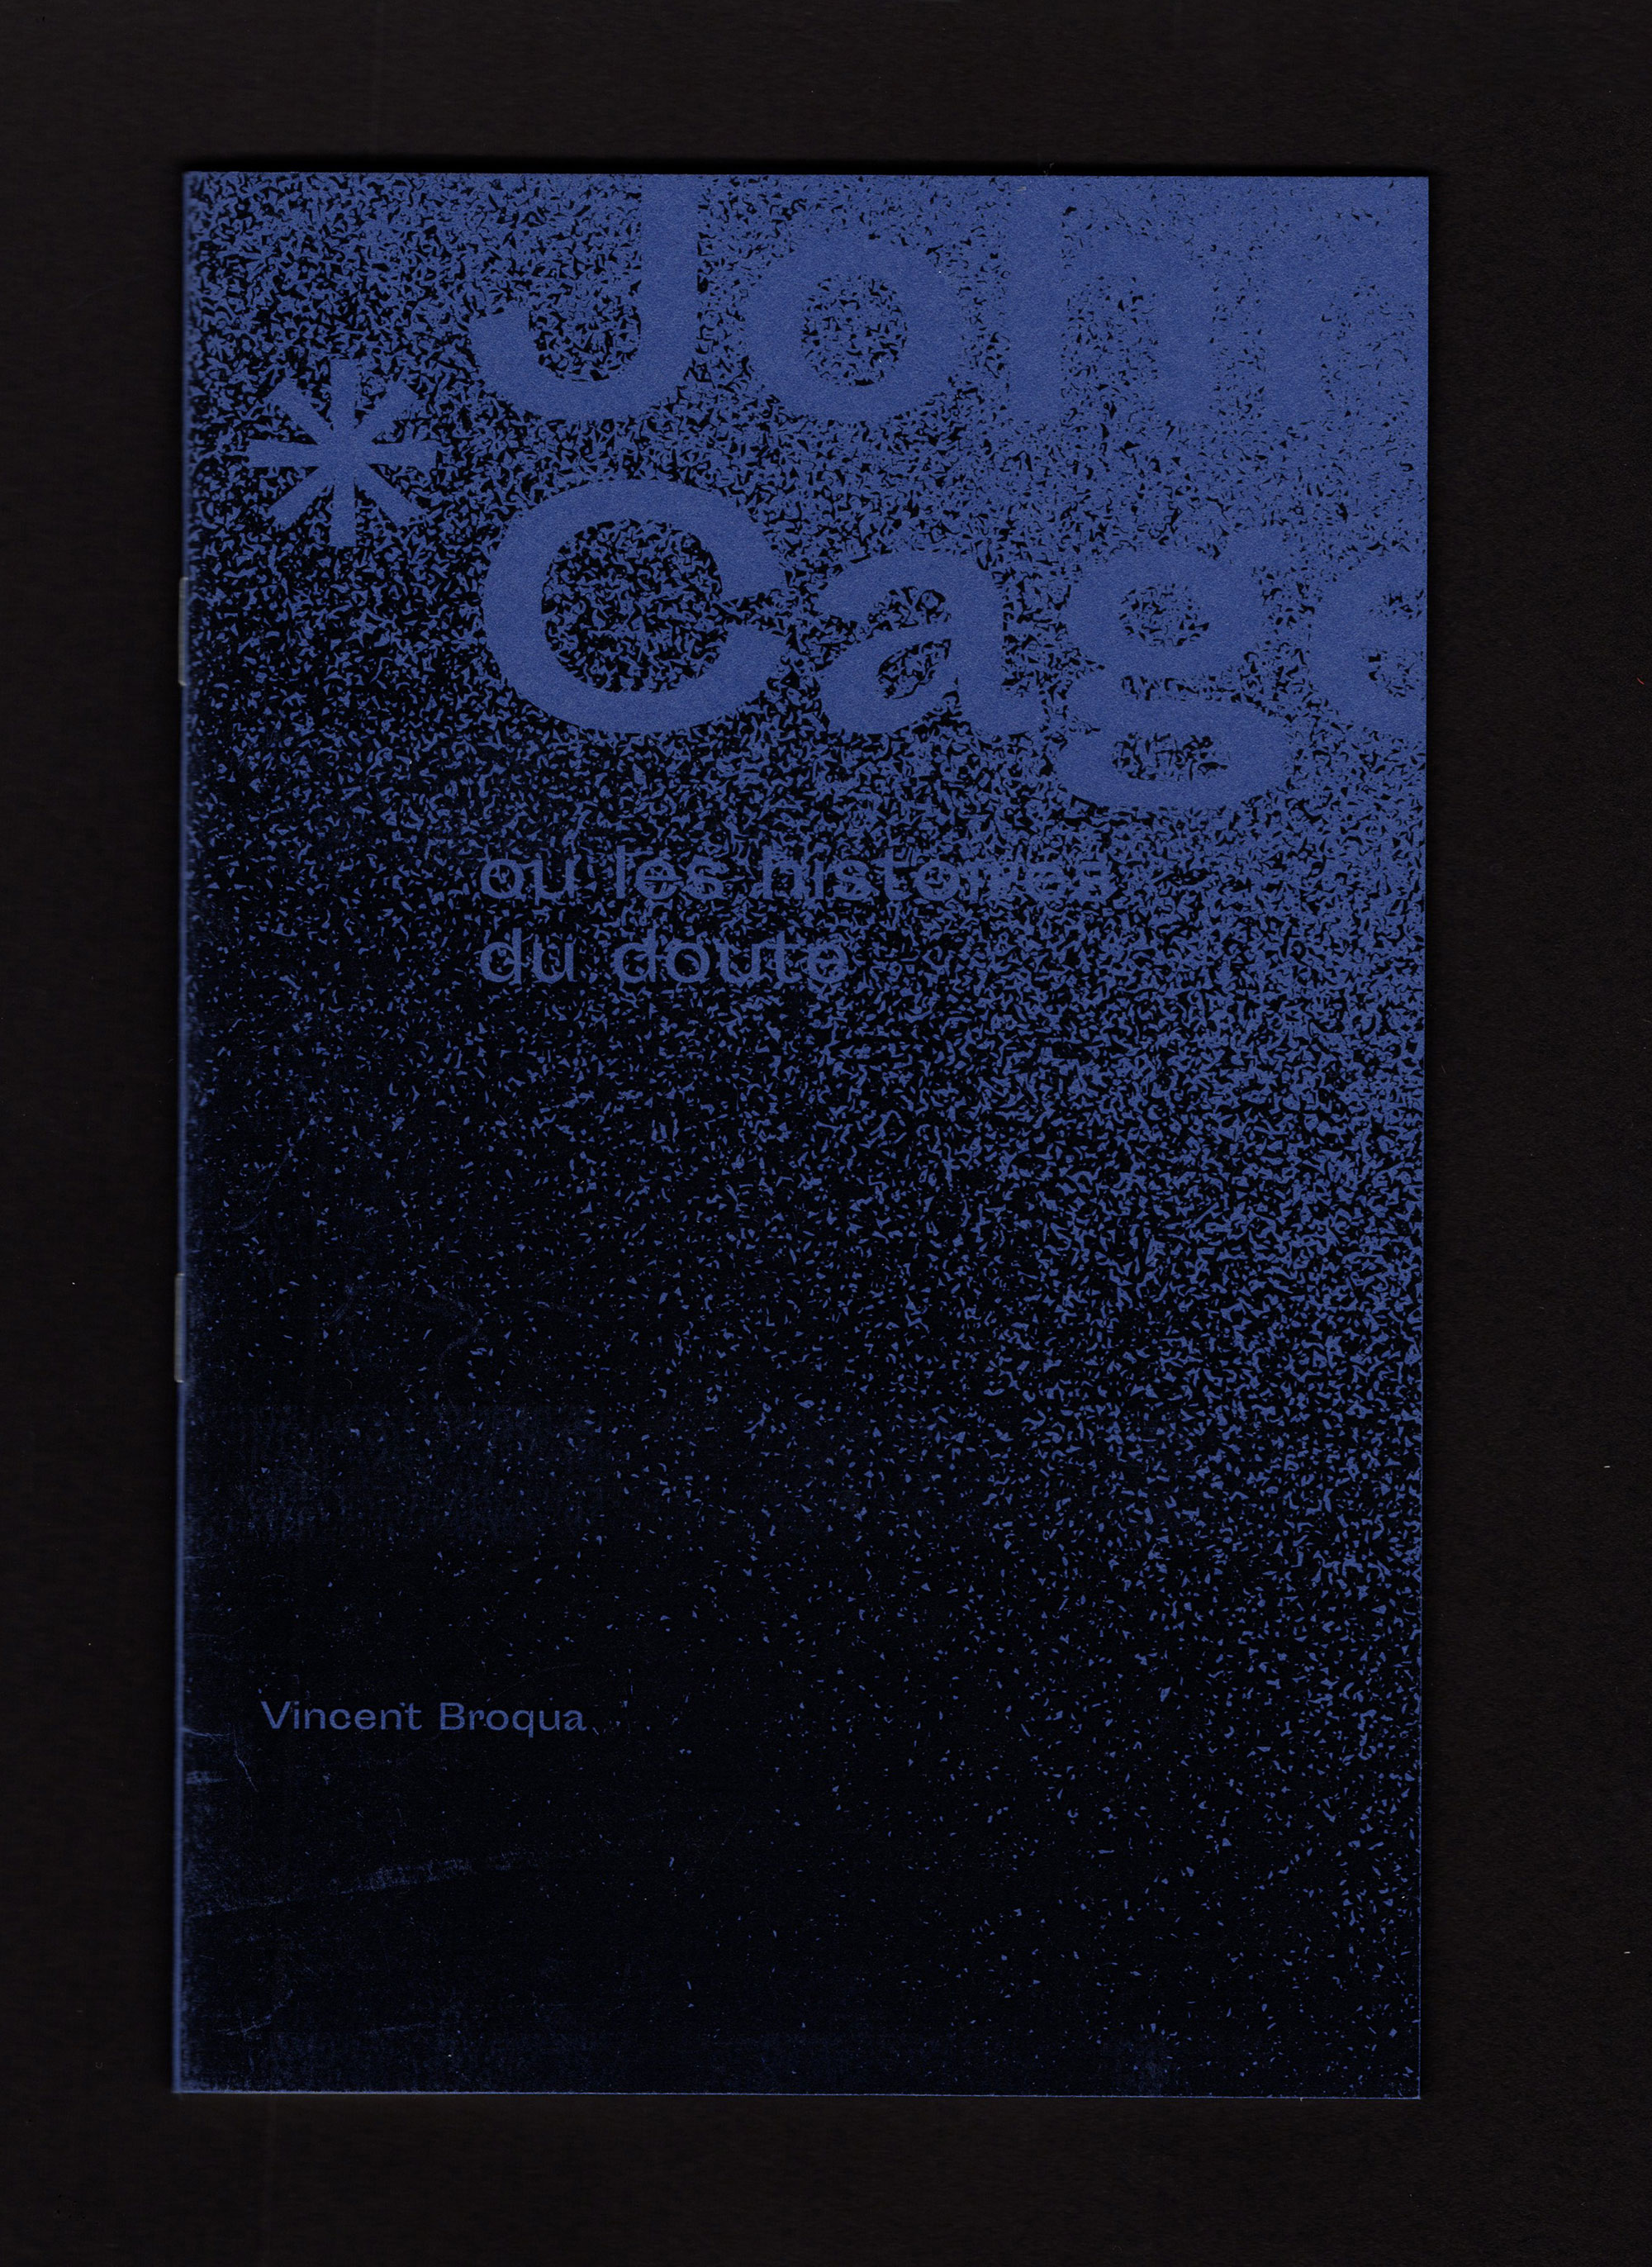 John
*
Cage
ou les histoires
du doute
Vincent Broqua